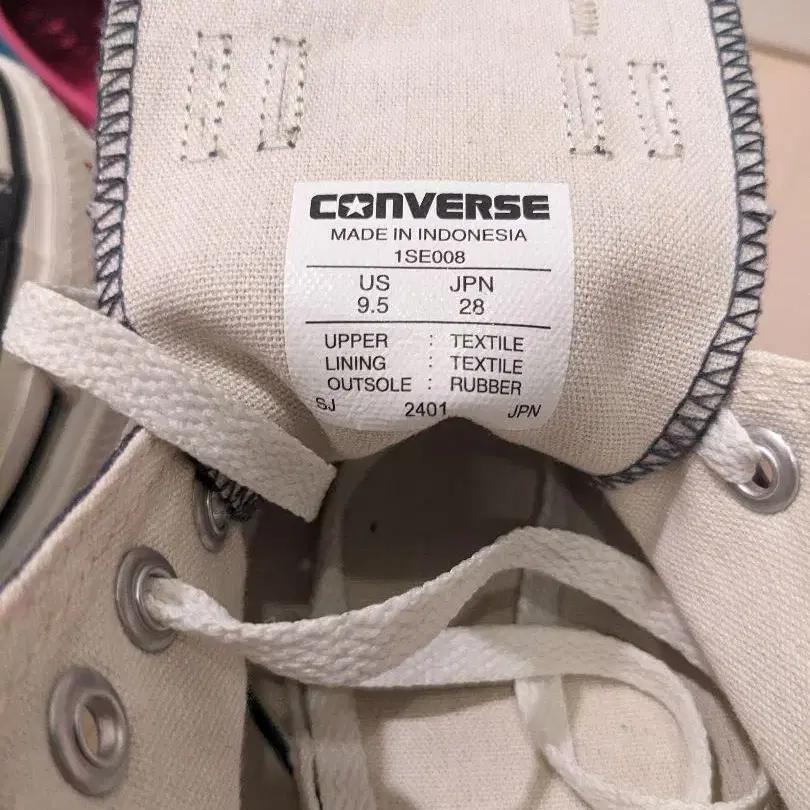 CONVERSE
MADE IN INDONESIA
1SE008
US JPN
9.5 28
UPPER : TEXTILE
LINING : TEXTILE
OUTSOLE : RUBBER
SJ 2401 JPN